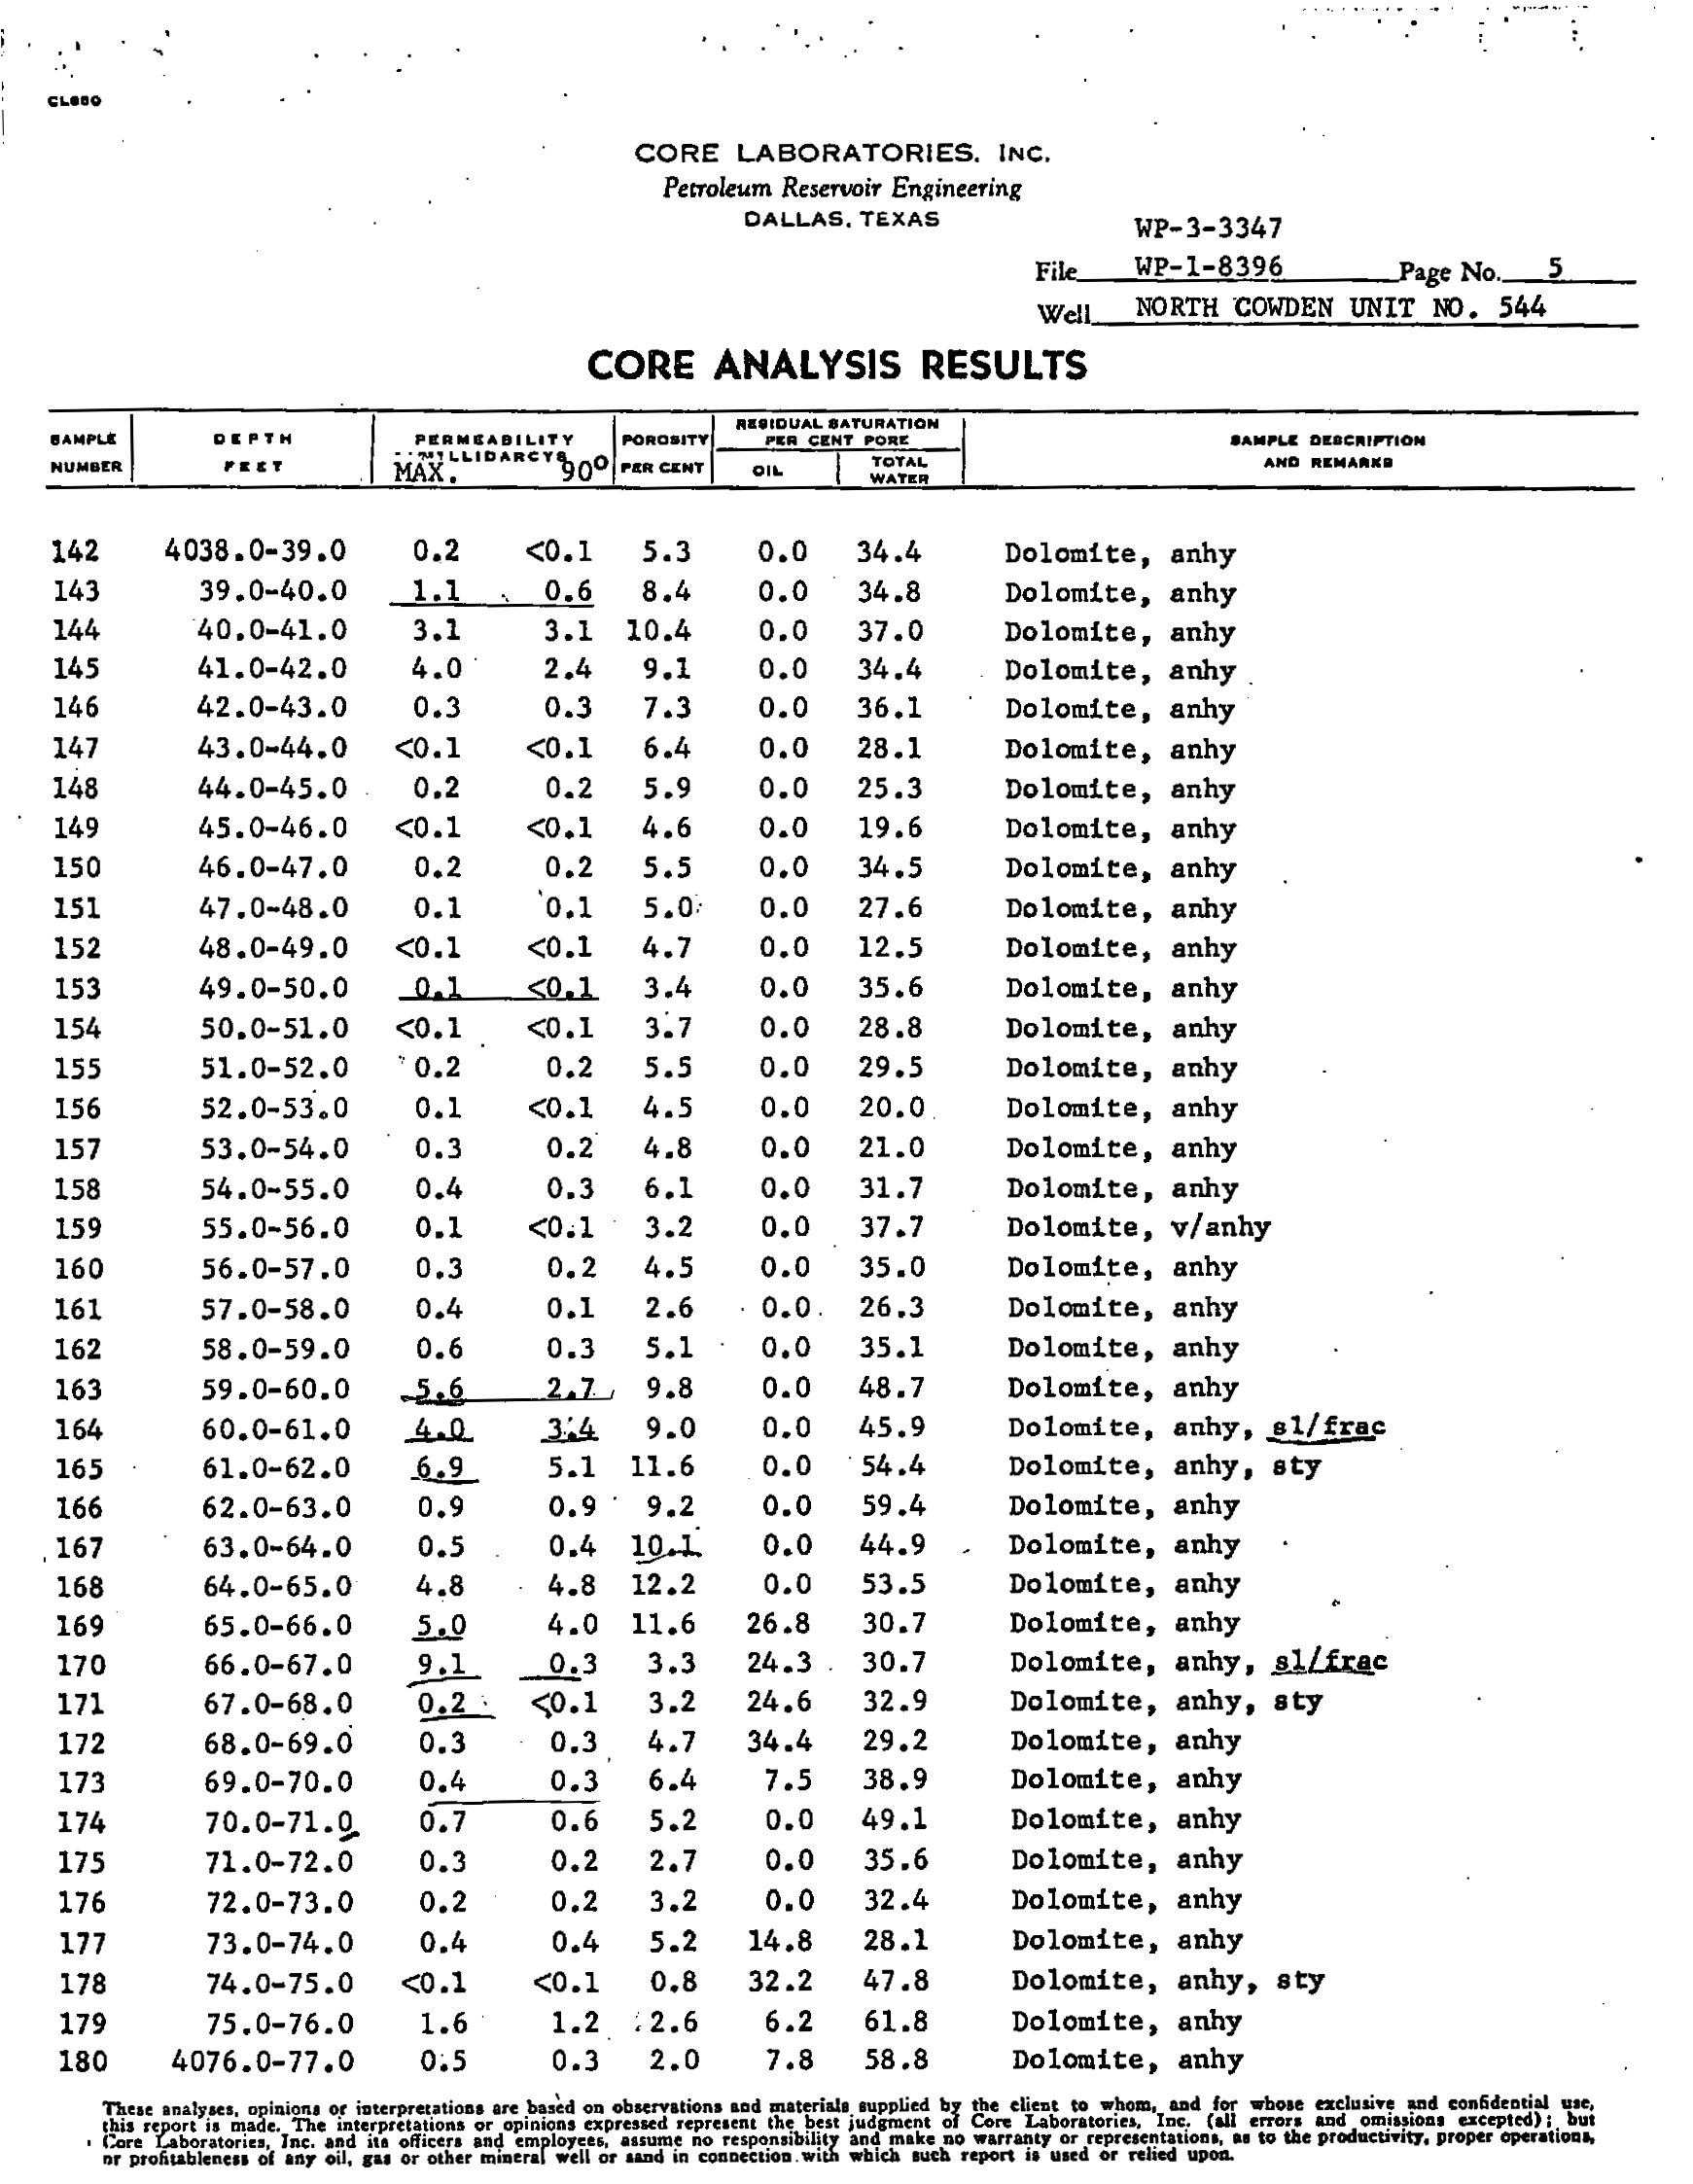 CL660
CORE LABORATORIES, INC.
Petroleum Reservoir Engineering
DALLAS, TEXAS
WP-3-3347
File WP-1-8396 Page No. 5
Well NORTH COWDEN UNIT NO. 544
CORE ANALYSIS RESULTS
SAMPLE NUMBER DEPTH FEET PERMEABILITY MILLIDARCYS MAX. 90° POROSITY PER CENT RESIDUAL SATURATION PER CENT PORE OIL TOTAL WATER SAMPLE DESCRIPTION AND REMARKS
142 4038.0-39.0 0.2 <0.1 5.3 0.0 34.4 Dolomite, anhy
143 39.0-40.0 1.1 0.6 8.4 0.0 34.8 Dolomite, anhy
144 40.0-41.0 3.1 3.1 10.4 0.0 37.0 Dolomite, anhy
145 41.0-42.0 4.0 2.4 9.1 0.0 34.4 Dolomite, anhy
146 42.0-43.0 0.3 0.3 7.3 0.0 36.1 Dolomite, anhy
147 43.0-44.0 <0.1 <0.1 6.4 0.0 28.1 Dolomite, anhy
148 44.0-45.0 0.2 0.2 5.9 0.0 25.3 Dolomite, anhy
149 45.0-46.0 <0.1 <0.1 4.6 0.0 19.6 Dolomite, anhy
150 46.0-47.0 0.2 0.2 5.5 0.0 34.5 Dolomite, anhy
151 47.0-48.0 0.1 0.1 5.0 0.0 27.6 Dolomite, anhy
152 48.0-49.0 <0.1 <0.1 4.7 0.0 12.5 Dolomite, anhy
153 49.0-50.0 0.1 <0.1 3.4 0.0 35.6 Dolomite, anhy
154 50.0-51.0 <0.1 <0.1 3.7 0.0 28.8 Dolomite, anhy
155 51.0-52.0 0.2 0.2 5.5 0.0 29.5 Dolomite, anhy
156 52.0-53.0 0.1 <0.1 4.5 0.0 20.0 Dolomite, anhy
157 53.0-54.0 0.3 0.2 4.8 0.0 21.0 Dolomite, anhy
158 54.0-55.0 0.4 0.3 6.1 0.0 31.7 Dolomite, anhy
159 55.0-56.0 0.1 <0.1 3.2 0.0 37.7 Dolomite, v/anhy
160 56.0-57.0 0.3 0.2 4.5 0.0 35.0 Dolomite, anhy
161 57.0-58.0 0.4 0.1 2.6 0.0 26.3 Dolomite, anhy
162 58.0-59.0 0.6 0.3 5.1 0.0 35.1 Dolomite, anhy
163 59.0-60.0 5.6 2.7 9.8 0.0 48.7 Dolomite, anhy
164 60.0-61.0 4.0 3.4 9.0 0.0 45.9 Dolomite, anhy, sl/frac
165 61.0-62.0 6.9 5.1 11.6 0.0 54.4 Dolomite, anhy, sty
166 62.0-63.0 0.9 0.9 9.2 0.0 59.4 Dolomite, anhy
167 63.0-64.0 0.5 0.4 10.1 0.0 44.9 Dolomite, anhy
168 64.0-65.0 4.8 4.8 12.2 0.0 53.5 Dolomite, anhy
169 65.0-66.0 5.0 4.0 11.6 26.8 30.7 Dolomite, anhy
170 66.0-67.0 9.1 0.3 3.3 24.3 30.7 Dolomite, anhy, sl/frac
171 67.0-68.0 0.2 <0.1 3.2 24.6 32.9 Dolomite, anhy, sty
172 68.0-69.0 0.3 0.3 4.7 34.4 29.2 Dolomite, anhy
173 69.0-70.0 0.4 0.3 6.4 7.5 38.9 Dolomite, anhy
174 70.0-71.0 0.7 0.6 5.2 0.0 49.1 Dolomite, anhy
175 71.0-72.0 0.3 0.2 2.7 0.0 35.6 Dolomite, anhy
176 72.0-73.0 0.2 0.2 3.2 0.0 32.4 Dolomite, anhy
177 73.0-74.0 0.4 0.4 5.2 14.8 28.1 Dolomite, anhy
178 74.0-75.0 <0.1 <0.1 0.8 32.2 47.8 Dolomite, anhy, sty
179 75.0-76.0 1.6 1.2 2.6 6.2 61.8 Dolomite, anhy
180 4076.0-77.0 0.5 0.3 2.0 7.8 58.8 Dolomite, anhy
These analyses, opinions or interpretations are based on observations and materials supplied by the client to whom, and for whose exclusive and confidential use,
this report is made. The interpretations or opinions expressed represent the best judgment of Core Laboratories, Inc. (all errors and omissions excepted); but
Core Laboratories, Inc. and its officers and employees, assume no responsibility and make no warranty or representations, as to the productivity, proper operations,
or profitableness of any oil, gas or other mineral well or sand in connection with which such report is used or relied upon.